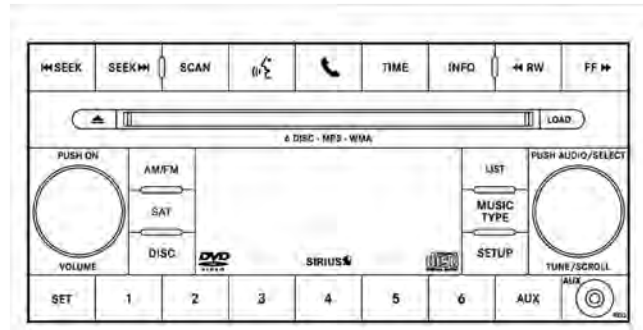 SEEK SEEK SCAN TIME INFO RW FF
LOAD
6 DISC - MP3 - WMA
PUSH ON
PUSH AUDIO/SELECT
AM/FM
LIST
SAT
MUSIC
TYPE
DISC
DVD
VIDEO
SIRIUS
DISC
SETUP
VOLUME
TUNE/SCROLL
SET 1 2 3 4 5 6 AUX
AUX